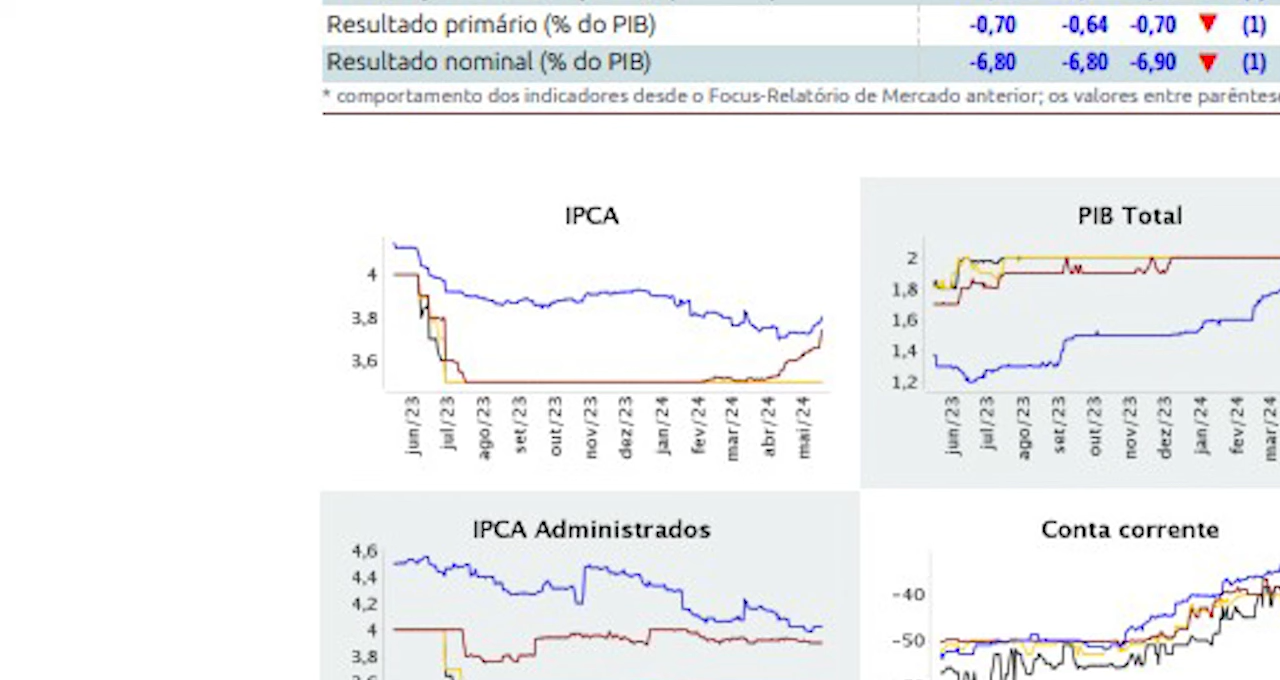 Resultado primário (% do PIB) -0,70 -0,64 -0,70 ▼ (1)
Resultado nominal (% do PIB) -6,80 -6,80 -6,90 ▼ (1)
* comportamento dos indicadores desde o Focus-Relatório de Mercado anterior; os valores entre
IPCA
4
3,8
3,6
jun/23 jul/23 ago/23 set/23 out/23 nov/23 dez/23 jan/24 fev/24 mar/24 abr/24 mai/24
PIB Total
2
1,8
1,6
1,4
1,2
jun/23 jul/23 ago/23 set/23 out/23 nov/23 dez/23 jan/24 fev/24 mar/24
IPCA Administrados
4,6
4,4
4,2
4
3,8
Conta corrente
-40
-50